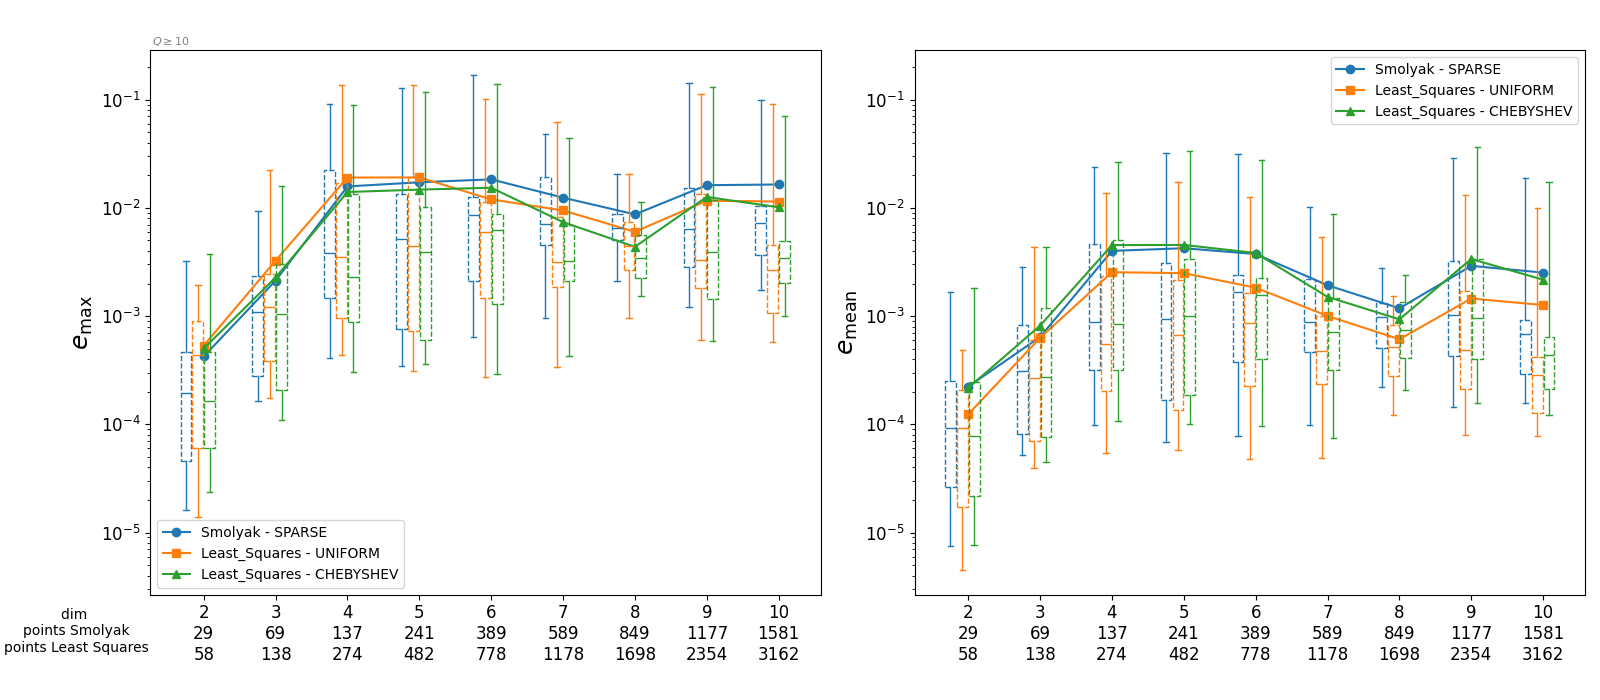 Q ≥ 10
10⁻¹
10⁻²
10⁻³
10⁻⁴
10⁻⁵
e_max
Smolyak - SPARSE
Least_Squares - UNIFORM
Least_Squares - CHEBYSHEV
dim
points Smolyak
points Least Squares
2 3 4 5 6 7 8 9 10
29 69 137 241 389 589 849 1177 1581
58 138 274 482 778 1178 1698 2354 3162
10⁻¹
10⁻²
10⁻³
10⁻⁴
10⁻⁵
e_mean
Smolyak - SPARSE
Least_Squares - UNIFORM
Least_Squares - CHEBYSHEV
2 3 4 5 6 7 8 9 10
29 69 137 241 389 589 849 1177 1581
58 138 274 482 778 1178 1698 2354 3162